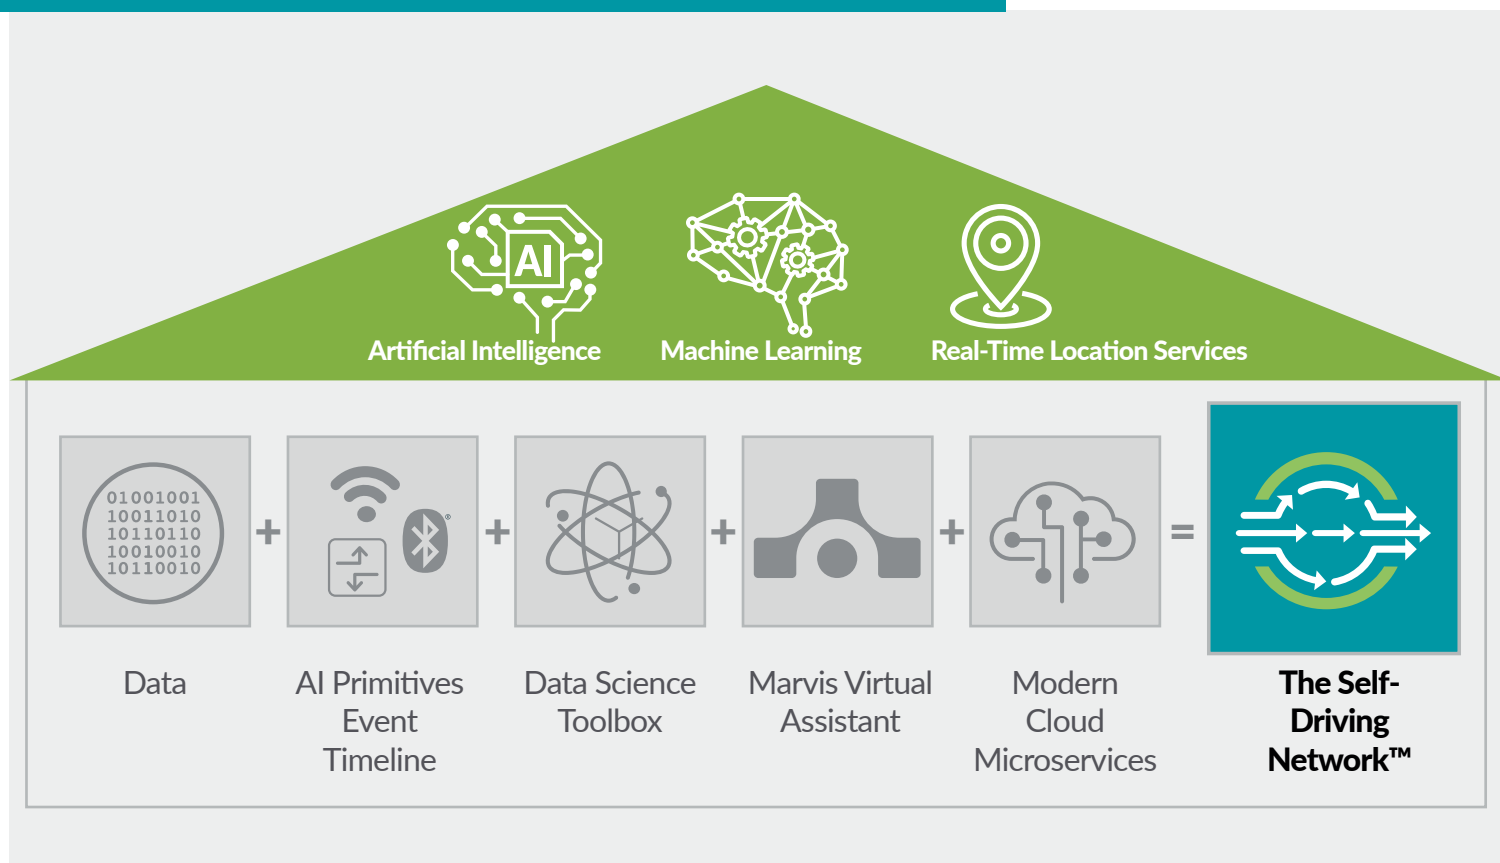 AI
Artificial Intelligence
Machine Learning
Real-Time Location Services
01001001
10011010
10110110
10010010
10110010
+
®
+
+
+
=
Data
AI Primitives
Event
Timeline
Data Science
Toolbox
Marvis Virtual
Assistant
Modern
Cloud
Microservices
The Self-
Driving
Network™